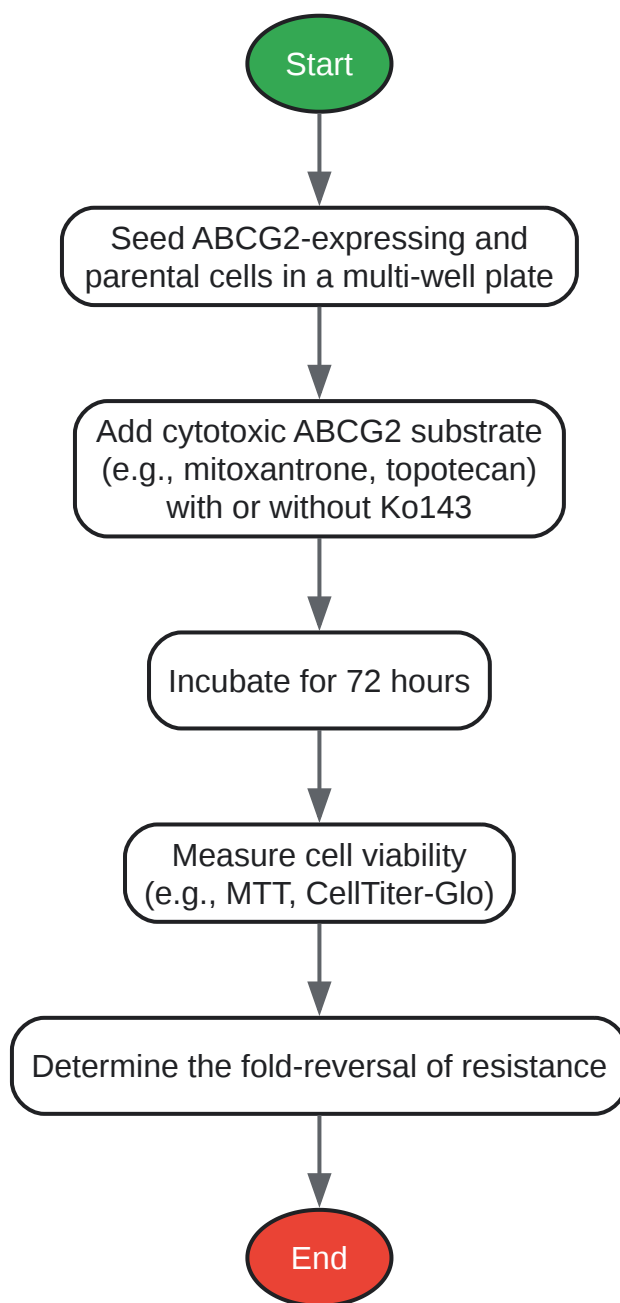 Start
Seed ABCG2-expressing and
parental cells in a multi-well plate
Add cytotoxic ABCG2 substrate
(e.g., mitoxantrone, topotecan)
with or without Ko143
Incubate for 72 hours
Measure cell viability
(e.g., MTT, CellTiter-Glo)
Determine the fold-reversal of resistance
End